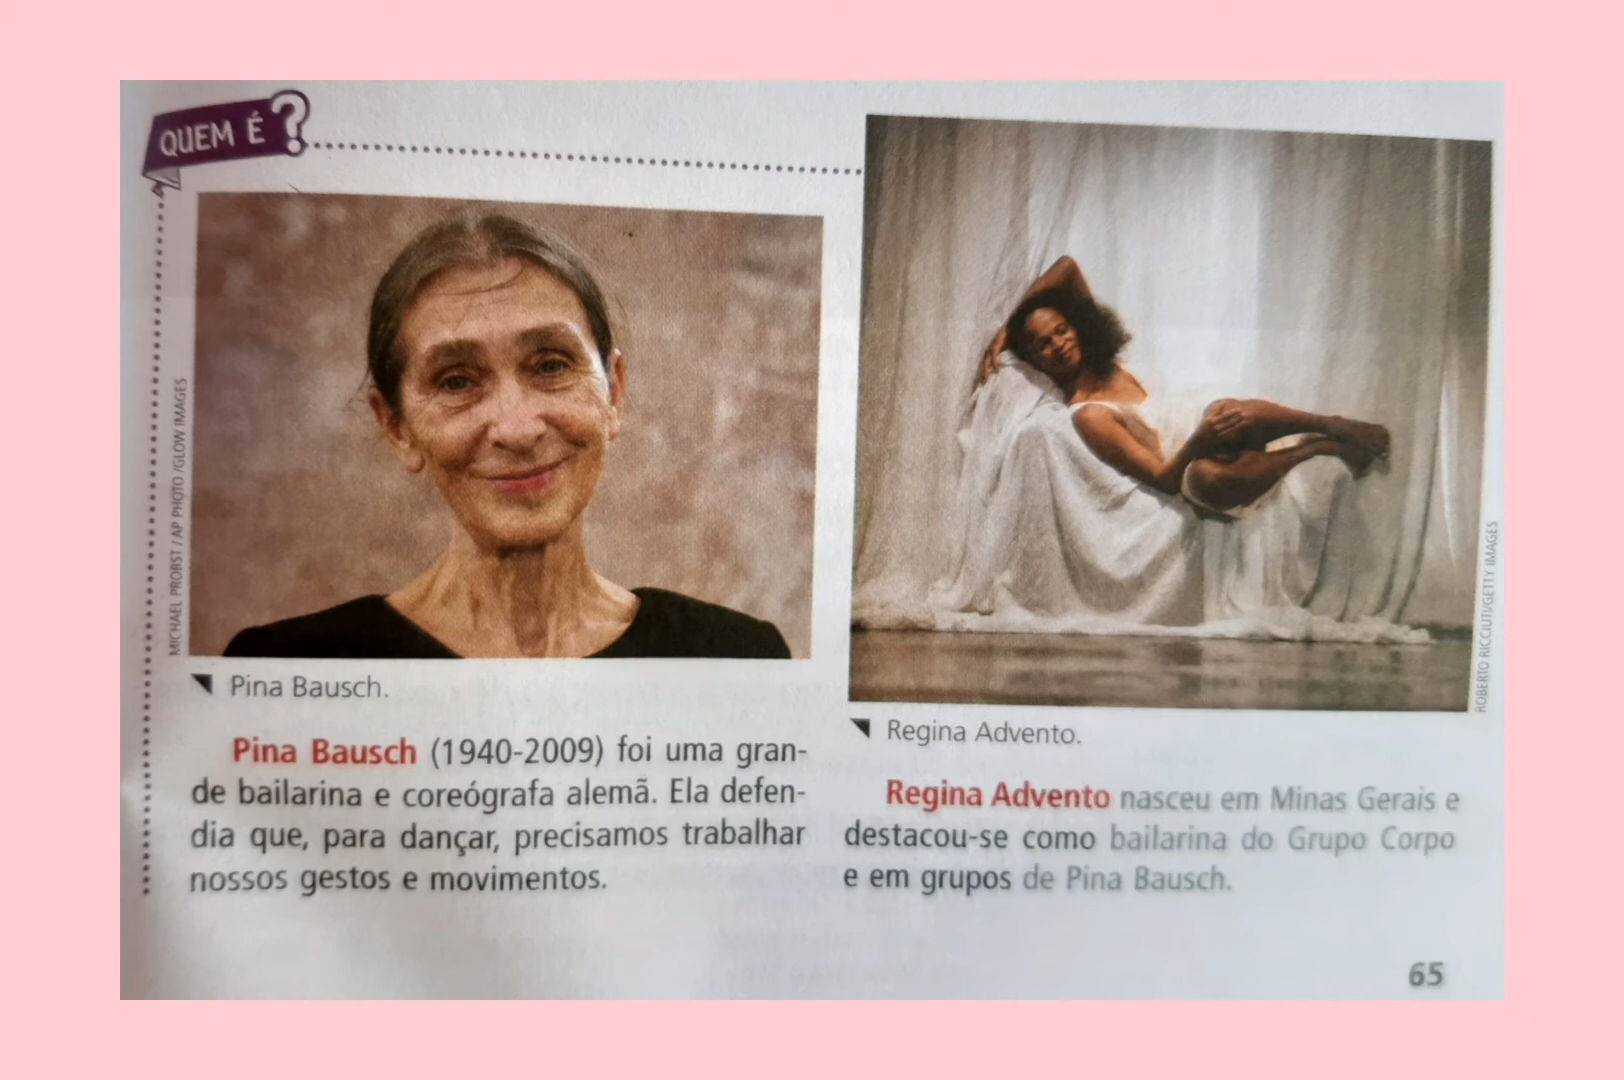 QUEM É?
MICHAEL PROBST / AP PHOTO /GLOW IMAGES
Pina Bausch.
Pina Bausch (1940-2009) foi uma gran-
de bailarina e coreógrafa alemã. Ela defen-
dia que, para dançar, precisamos trabalhar
nossos gestos e movimentos.
ROBERTO RICCIUTI/GETTY IMAGES
Regina Advento.
Regina Advento nasceu em Minas Gerais e
destacou-se como bailarina do Grupo Corpo
e em grupos de Pina Bausch.
65